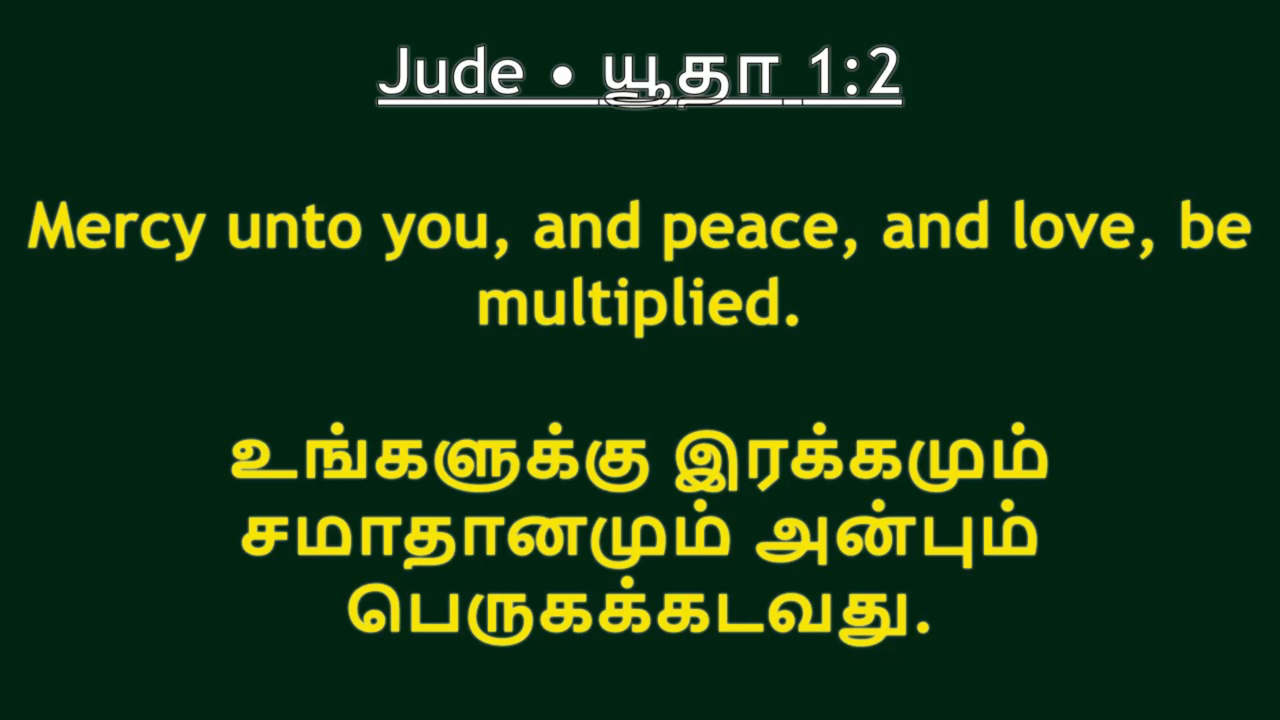 Jude • யூதா 1:2
Mercy unto you, and peace, and love, be
multiplied.
உங்களுக்கு இரக்கமும்
சமாதானமும் அன்பும்
பெருகக்கடவது.